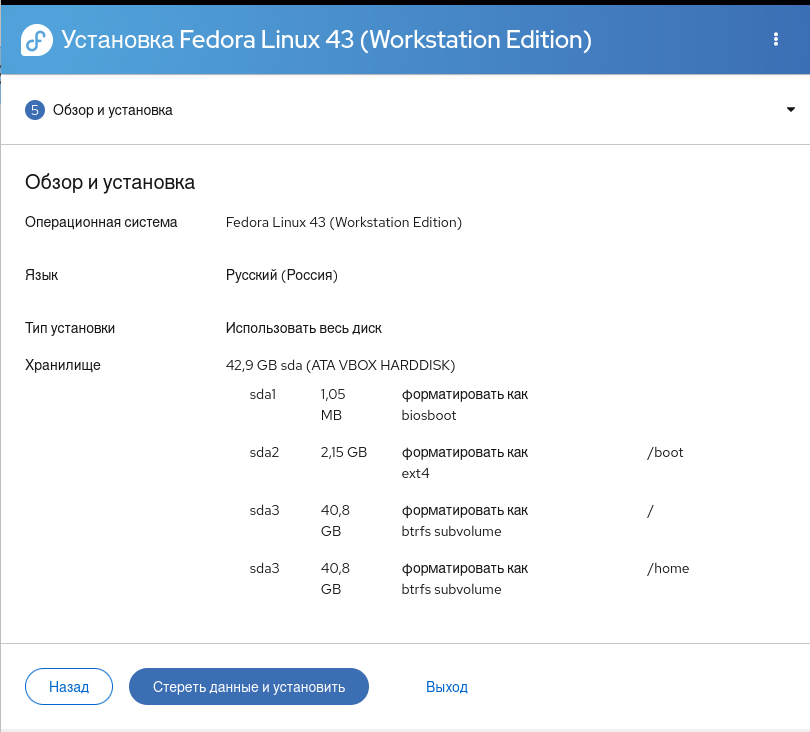 Установка Fedora Linux 43 (Workstation Edition)
5 Обзор и установка
Обзор и установка
Операционная система Fedora Linux 43 (Workstation Edition)
Язык Русский (Россия)
Тип установки Использовать весь диск
Хранилище 42,9 GB sda (ATA VBOX HARDDISK)
sda1 1,05 MB форматировать как biosboot
sda2 2,15 GB форматировать как ext4 /boot
sda3 40,8 GB форматировать как btrfs subvolume /
sda3 40,8 GB форматировать как btrfs subvolume /home
Назад Стереть данные и установить Выход